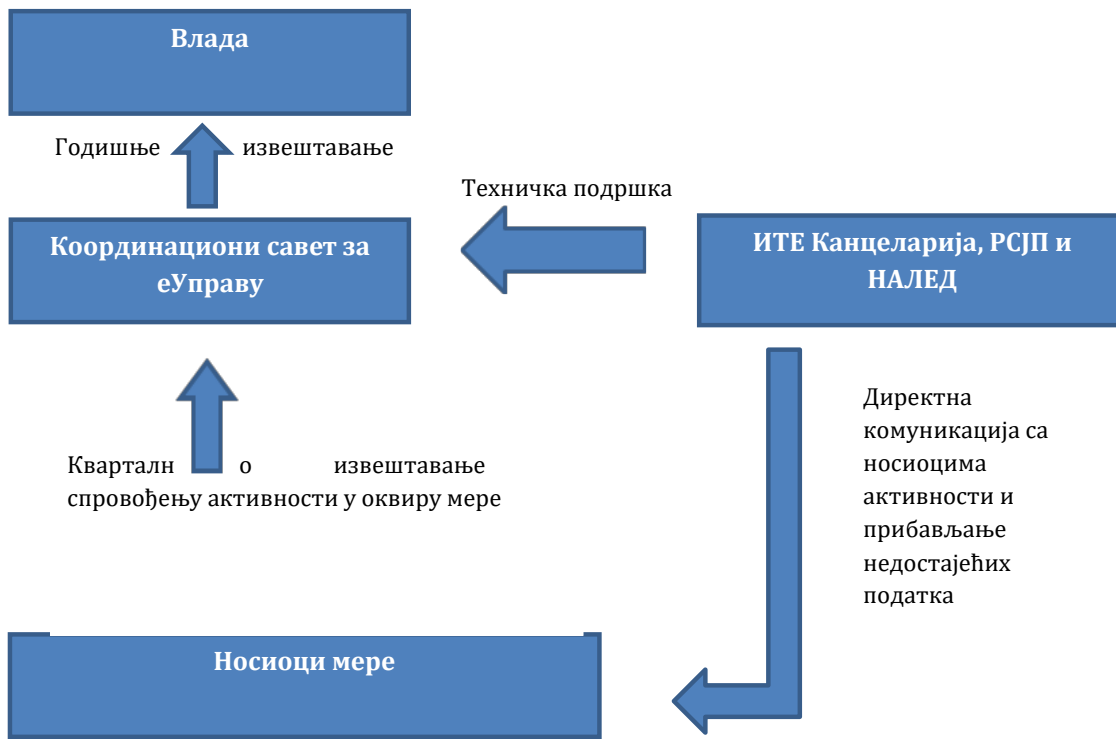 Влада
Годишње извештавање
Техничка подршка
Координациони савет за
еУправу
ИТЕ Канцеларија, РСЈП и
НАЛЕД
Директна
комуникација са
носиоцима
активности и
прибављање
недостајећих
податка
Кварталн о извештавање
спровођењу активности у оквиру мере
Носиоци мере